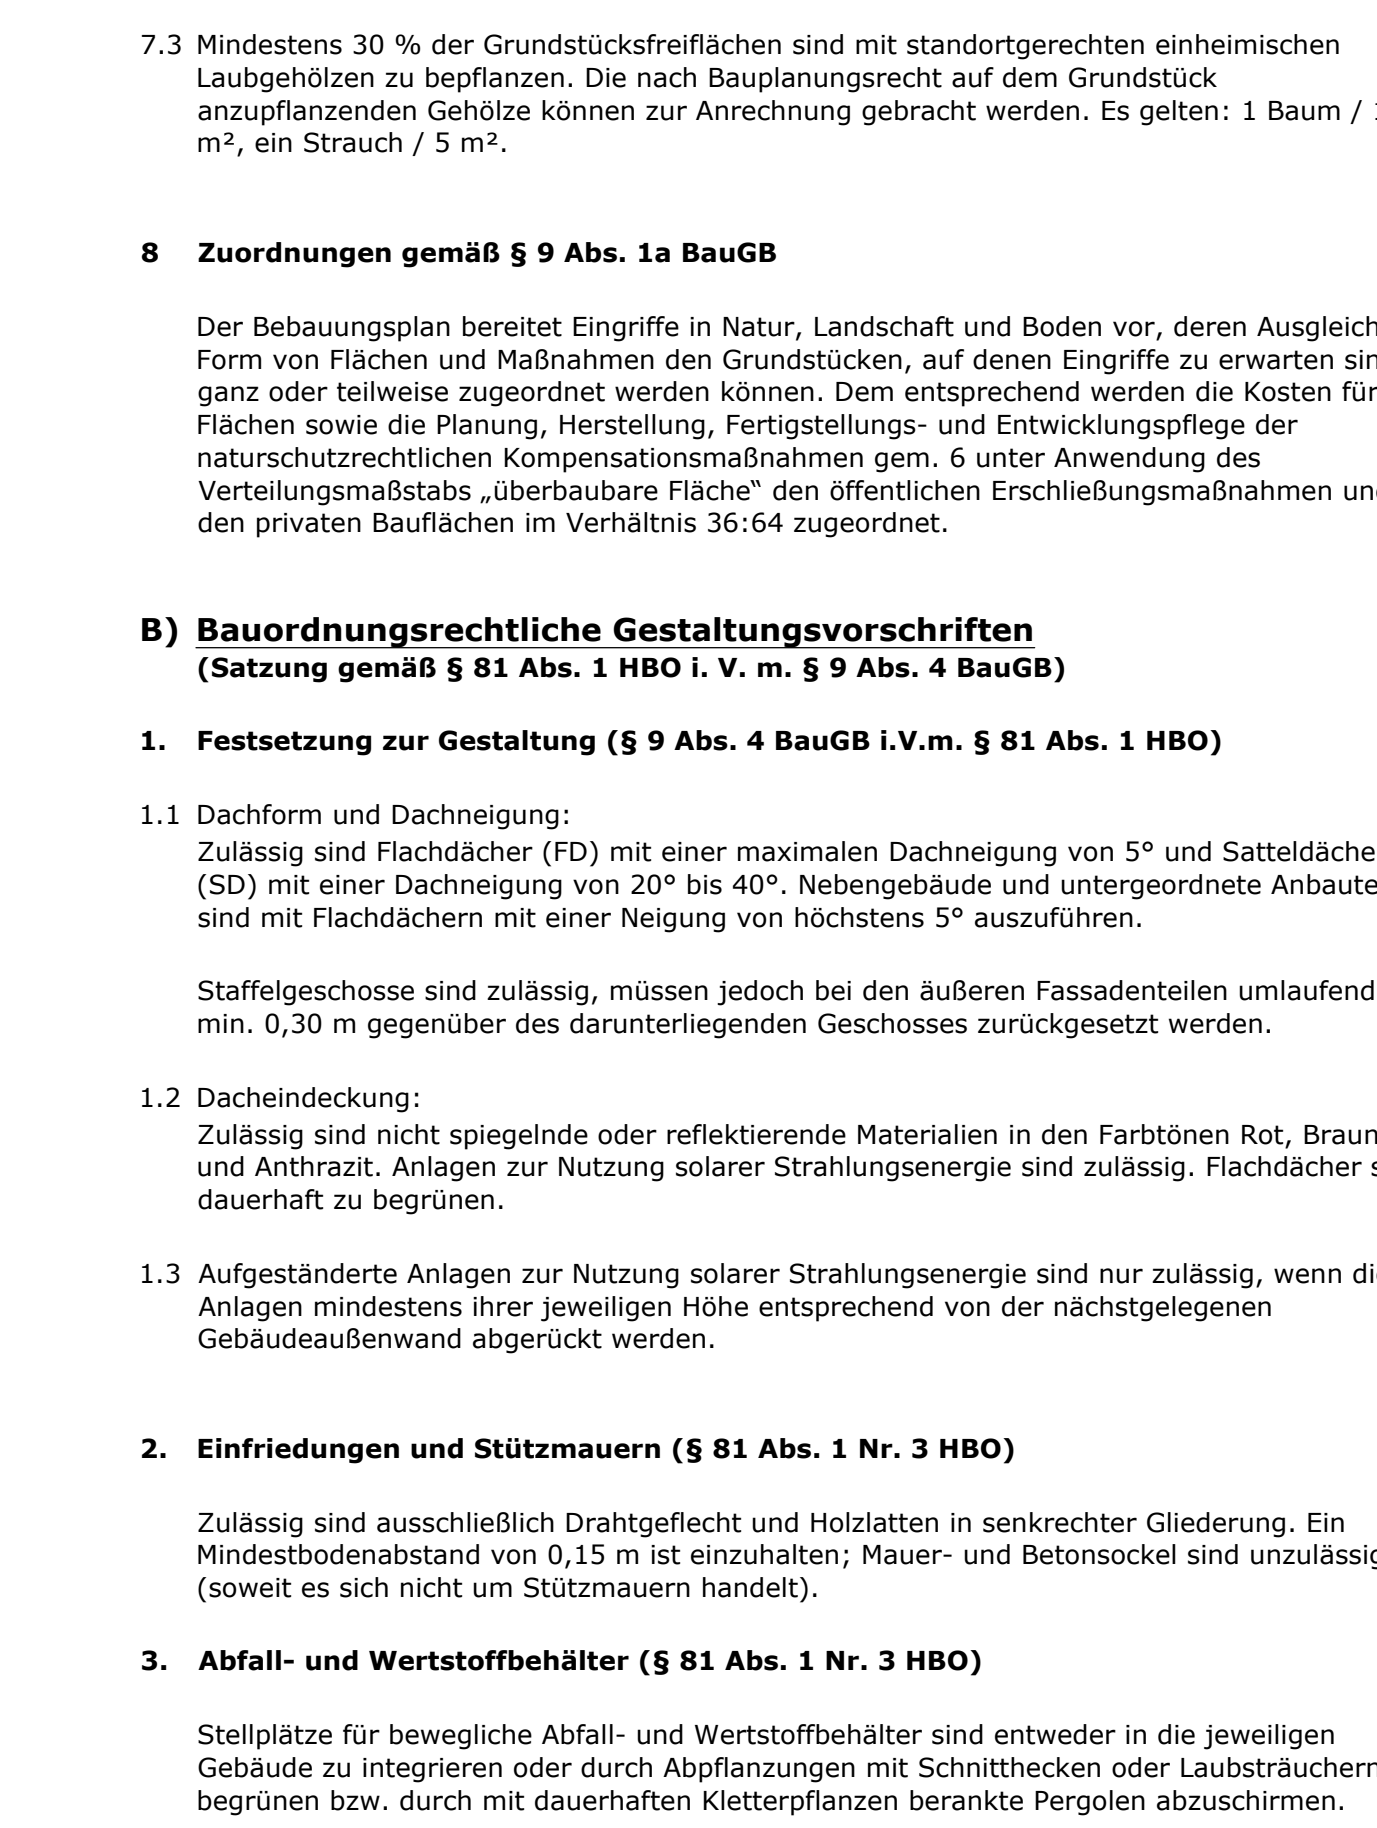 7.3 Mindestens 30 % der Grundstücksfreiflächen sind mit standortgerechten einheimischen
Laubgehölzen zu bepflanzen. Die nach Bauplanungsrecht auf dem Grundstück
anzupflanzenden Gehölze können zur Anrechnung gebracht werden. Es gelten: 1 Baum /
m², ein Strauch / 5 m².
8 Zuordnungen gemäß § 9 Abs. 1a BauGB
Der Bebauungsplan bereitet Eingriffe in Natur, Landschaft und Boden vor, deren Ausgleich
Form von Flächen und Maßnahmen den Grundstücken, auf denen Eingriffe zu erwarten
ganz oder teilweise zugeordnet werden können. Dem entsprechend werden die Kosten für
Flächen sowie die Planung, Herstellung, Fertigstellungs- und Entwicklungspflege der
naturschutzrechtlichen Kompensationsmaßnahmen gem. 6 unter Anwendung des
Verteilungsmaßstabs „überbaubare Fläche“ den öffentlichen Erschließungsmaßnahmen
den privaten Bauflächen im Verhältnis 36:64 zugeordnet.
B) Bauordnungsrechtliche Gestaltungsvorschriften
(Satzung gemäß § 81 Abs. 1 HBO i. V. m. § 9 Abs. 4 BauGB)
1. Festsetzung zur Gestaltung (§ 9 Abs. 4 BauGB i.V.m. § 81 Abs. 1 HBO)
1.1 Dachform und Dachneigung:
Zulässig sind Flachdächer (FD) mit einer maximalen Dachneigung von 5° und
(SD) mit einer Dachneigung von 20° bis 40°. Nebengebäude und untergeordnete
sind mit Flachdächern mit einer Neigung von höchstens 5° auszuführen.
Staffelgeschosse sind zulässig, müssen jedoch bei den äußeren Fassadenteilen umlaufend
min. 0,30 m gegenüber des darunterliegenden Geschosses zurückgesetzt werden.
1.2 Dacheindeckung:
Zulässig sind nicht spiegelnde oder reflektierende Materialien in den Farbtönen Rot, Braun
und Anthrazit. Anlagen zur Nutzung solarer Strahlungsenergie sind zulässig. Flachdächer
dauerhaft zu begrünen.
1.3 Aufgeständerte Anlagen zur Nutzung solarer Strahlungsenergie sind nur zulässig, wenn
Anlagen mindestens ihrer jeweiligen Höhe entsprechend von der nächstgelegenen
Gebäudeaußenwand abgerückt werden.
2. Einfriedungen und Stützmauern (§ 81 Abs. 1 Nr. 3 HBO)
Zulässig sind ausschließlich Drahtgeflecht und Holzlatten in senkrechter Gliederung. Ein
Mindestbodenabstand von 0,15 m ist einzuhalten; Mauer- und Betonsockel sind
(soweit es sich nicht um Stützmauern handelt).
3. Abfall- und Wertstoffbehälter (§ 81 Abs. 1 Nr. 3 HBO)
Stellplätze für bewegliche Abfall- und Wertstoffbehälter sind entweder in die jeweiligen
Gebäude zu integrieren oder durch Abpflanzungen mit Schnitthecken oder Laubsträuchern
begrünen bzw. durch mit dauerhaften Kletterpflanzen berankte Pergolen abzuschirmen.